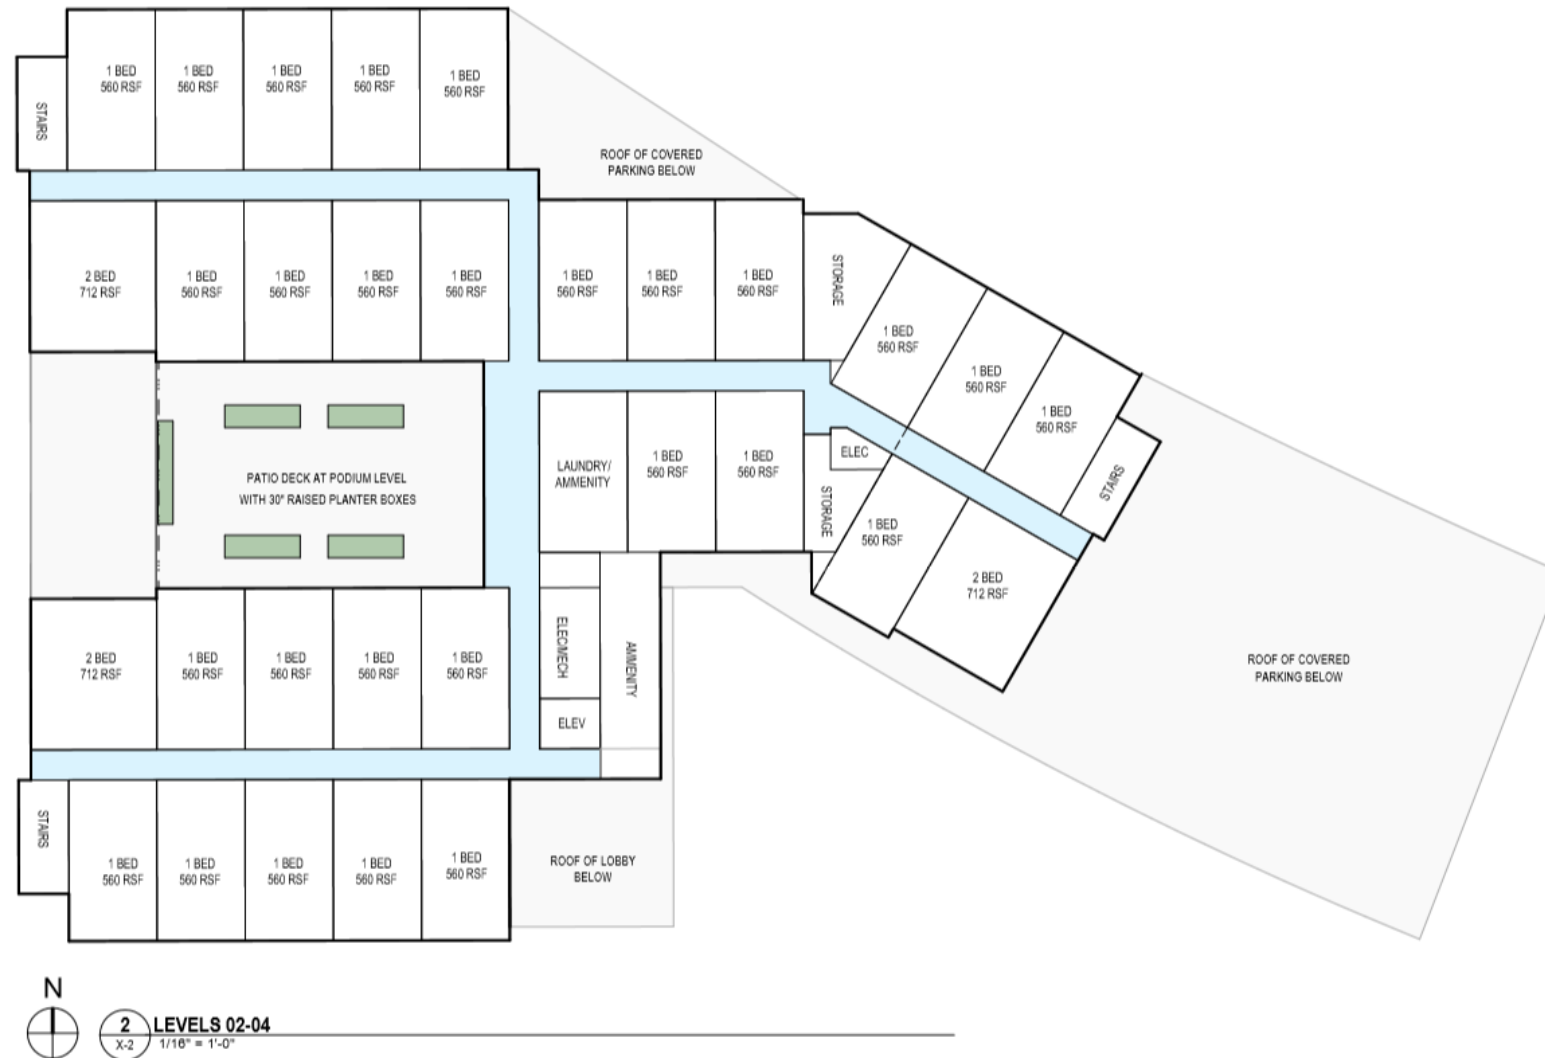 1 BED
560 RSF
1 BED
560 RSF
1 BED
560 RSF
1 BED
560 RSF
1 BED
560 RSF
STAIRS
ROOF OF COVERED
PARKING BELOW
2 BED
712 RSF
1 BED
560 RSF
1 BED
560 RSF
1 BED
560 RSF
1 BED
560 RSF
1 BED
560 RSF
1 BED
560 RSF
1 BED
560 RSF
STORAGE
1 BED
560 RSF
1 BED
560 RSF
1 BED
560 RSF
PATIO DECK AT PODIUM LEVEL
WITH 30" RAISED PLANTER BOXES
LAUNDRY/
AMMENITY
1 BED
560 RSF
1 BED
560 RSF
ELEC
STORAGE
STAIRS
1 BED
560 RSF
2 BED
712 RSF
2 BED
712 RSF
1 BED
560 RSF
1 BED
560 RSF
1 BED
560 RSF
1 BED
560 RSF
ELEC/MECH
AMMENITY
ELEV
ROOF OF COVERED
PARKING BELOW
STAIRS
1 BED
560 RSF
1 BED
560 RSF
1 BED
560 RSF
1 BED
560 RSF
1 BED
560 RSF
ROOF OF LOBBY
BELOW
N
2
X-2
LEVELS 02-04
1/16" = 1'-0"